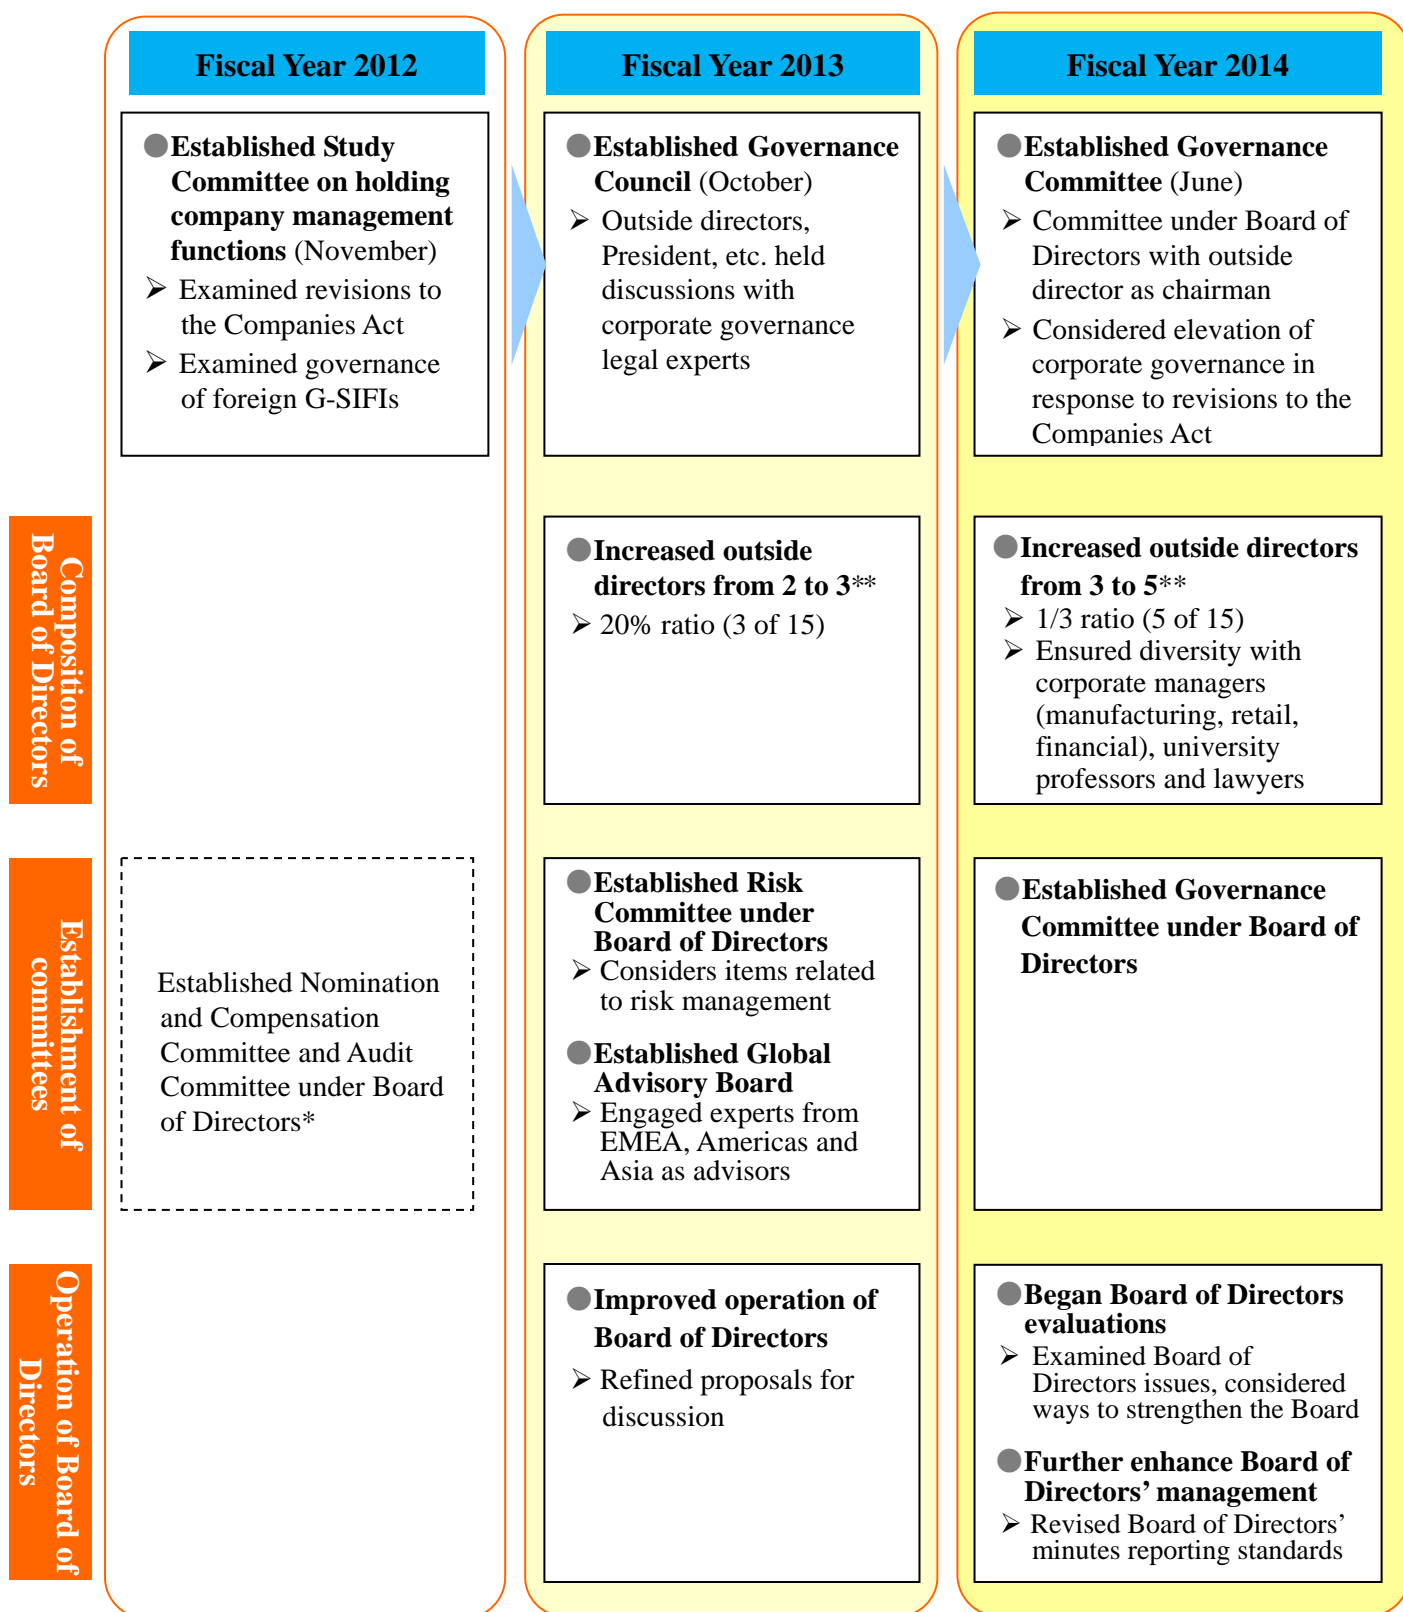 Fiscal Year 2012
Fiscal Year 2013
Fiscal Year 2014
●Established Study
Committee on holding
company management
functions (November)
➢ Examined revisions to
the Companies Act
➢ Examined governance
of foreign G-SIFIs
●Established Governance
Council (October)
➢ Outside directors,
President, etc. held
discussions with
corporate governance
legal experts
●Established Governance
Committee (June)
➢ Committee under Board of
Directors with outside
director as chairman
➢ Considered elevation of
corporate governance in
response to revisions to the
Companies Act
Composition of
Board of Directors
●Increased outside
directors from 2 to 3**
➢ 20% ratio (3 of 15)
●Increased outside directors
from 3 to 5**
➢ 1/3 ratio (5 of 15)
➢ Ensured diversity with
corporate managers
(manufacturing, retail,
financial), university
professors and lawyers
Establishment of
committees
Established Nomination
and Compensation
Committee and Audit
Committee under Board
of Directors*
●Established Risk
Committee under
Board of Directors
➢ Considers items related
to risk management
●Established Global
Advisory Board
➢ Engaged experts from
EMEA, Americas and
Asia as advisors
●Established Governance
Committee under Board of
Directors
Operation of Board of
Directors
●Improved operation of
Board of Directors
➢ Refined proposals for
discussion
●Began Board of Directors
evaluations
➢ Examined Board of
Directors issues, considered
ways to strengthen the Board
●Further enhance Board of
Directors’ management
➢ Revised Board of Directors’
minutes reporting standards